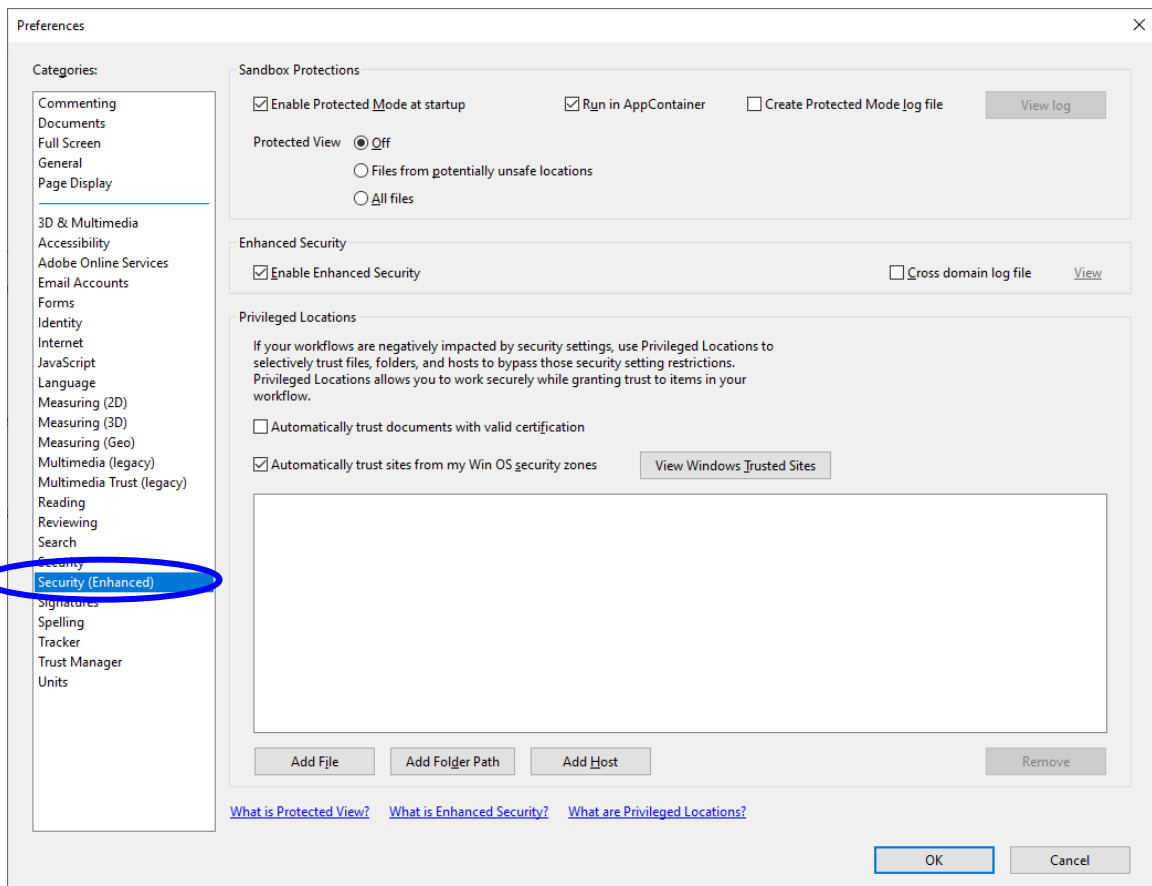 Preferences
Categories:
Commenting
Documents
Full Screen
General
Page Display
3D & Multimedia
Accessibility
Adobe Online Services
Email Accounts
Forms
Identity
Internet
JavaScript
Language
Measuring (2D)
Measuring (3D)
Measuring (Geo)
Multimedia (legacy)
Multimedia Trust (legacy)
Reading
Reviewing
Search
Security
Security (Enhanced)
Signatures
Spelling
Tracker
Trust Manager
Units
Sandbox Protections
Enable Protected Mode at startup
Run in AppContainer
Create Protected Mode log file
View log
Protected View
Off
Files from potentially unsafe locations
All files
Enhanced Security
Enable Enhanced Security
Cross domain log file
View
Privileged Locations
If your workflows are negatively impacted by security settings, use Privileged Locations to
selectively trust files, folders, and hosts to bypass those security setting restrictions.
Privileged Locations allows you to work securely while granting trust to items in your
workflow.
Automatically trust documents with valid certification
Automatically trust sites from my Win OS security zones
View Windows Trusted Sites
Add File
Add Folder Path
Add Host
Remove
What is Protected View?
What is Enhanced Security?
What are Privileged Locations?
OK
Cancel